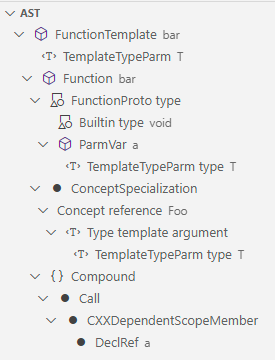 AST
FunctionTemplate bar
<T> TemplateTypeParm T
Function bar
FunctionProto type
Builtin type void
ParmVar a
<T> TemplateTypeParm type T
ConceptSpecialization
Concept reference Foo
<T> Type template argument
<T> TemplateTypeParm type T
{} Compound
Call
CXXDependentScopeMember
DeclRef a